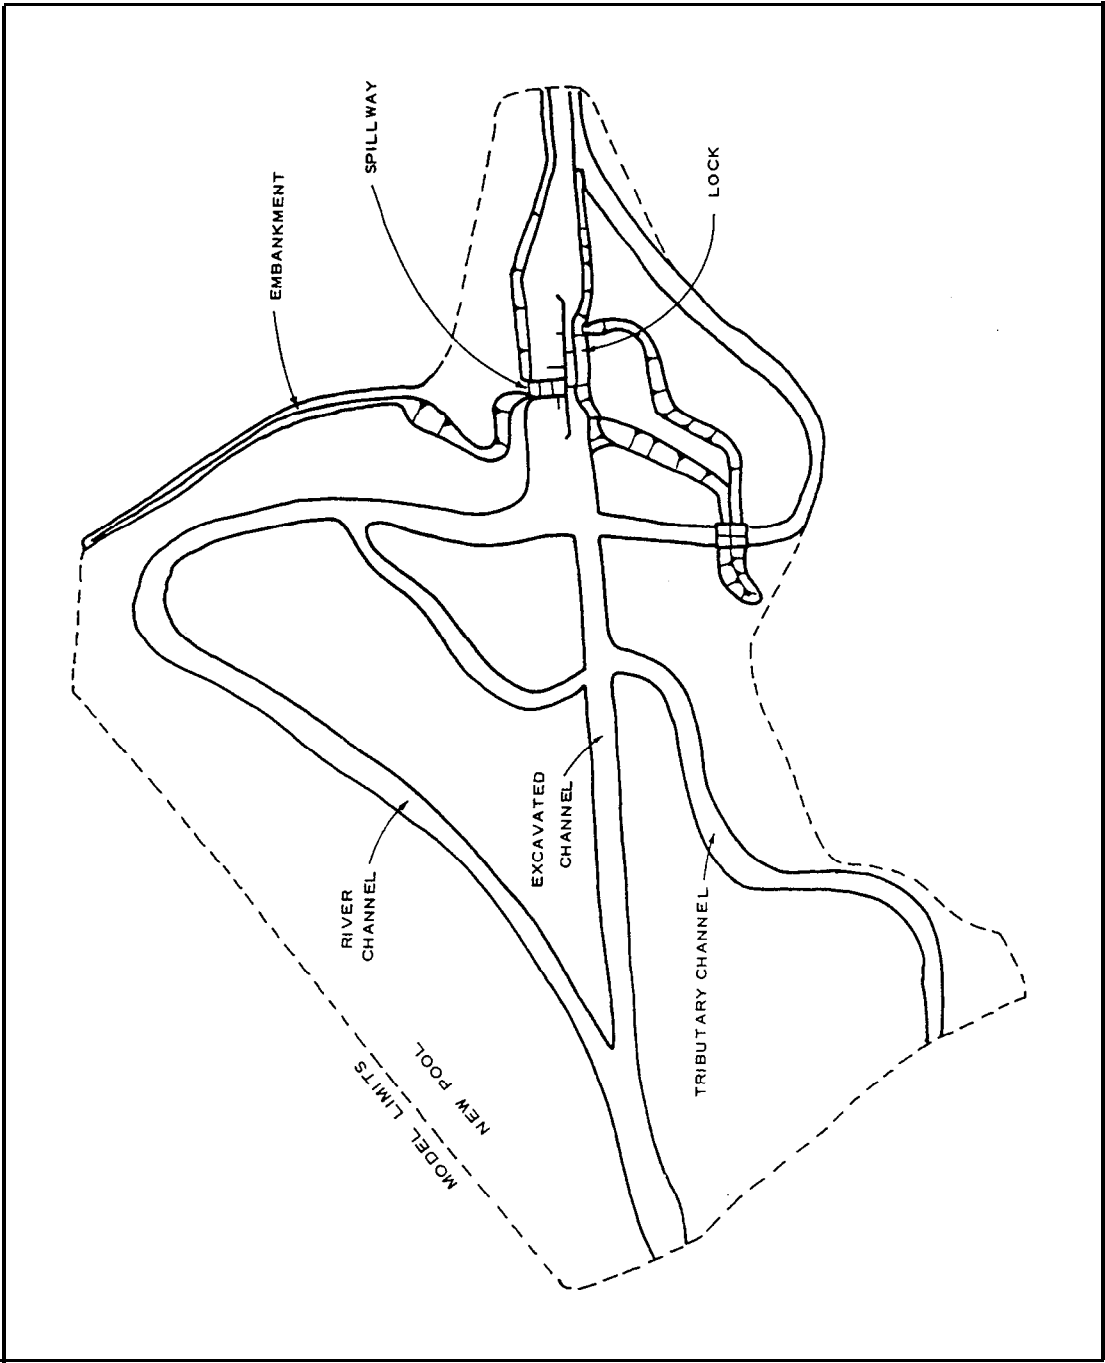 SPILLWAY
EMBANKMENT
LOCK
EXCAVATED
CHANNEL
RIVER
CHANNEL
TRIBUTARY CHANNEL
NEW POOL
MODEL LIMITS